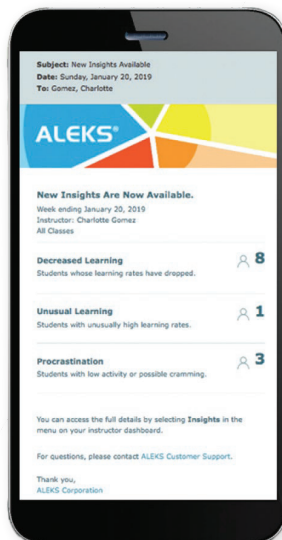 Subject: New Insights Available
Date: Sunday, January 20, 2019
To: Gomez, Charlotte
ALEKS®
New Insights Are Now Available.
Week ending January 20, 2019
Instructor: Charlotte Gomez
All Classes
Decreased Learning
8
Students whose learning rates have dropped.
Unusual Learning
1
Students with unusually high learning rates.
Procrastination
3
Students with low activity or possible cramming.
You can access the full details by selecting Insights in the
menu on your instructor dashboard.
For questions, please contact ALEKS Customer Support.
Thank you,
ALEKS Corporation